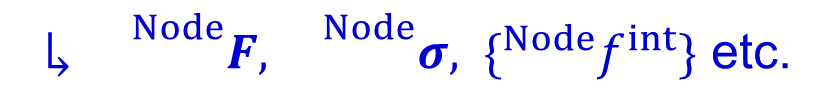 ↳ ᴺᵒᵈᵉF, ᴺᵒᵈᵉσ, {ᴺᵒᵈᵉfⁱⁿᵗ} etc.